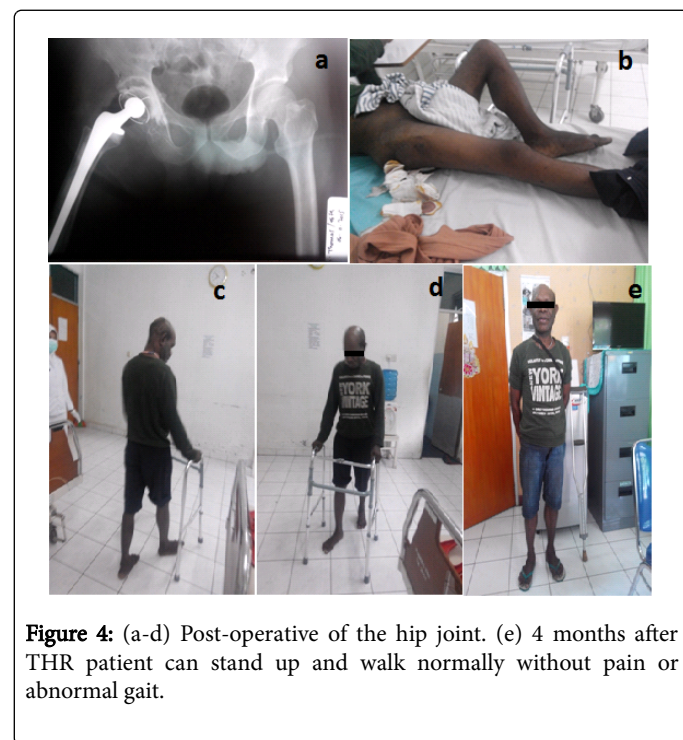 a
b
c
d
e
YORK
VINTAGE
YORK
VINTAGE
Figure 4: (a-d) Post-operative of the hip joint. (e) 4 months after
THR patient can stand up and walk normally without pain or
abnormal gait.